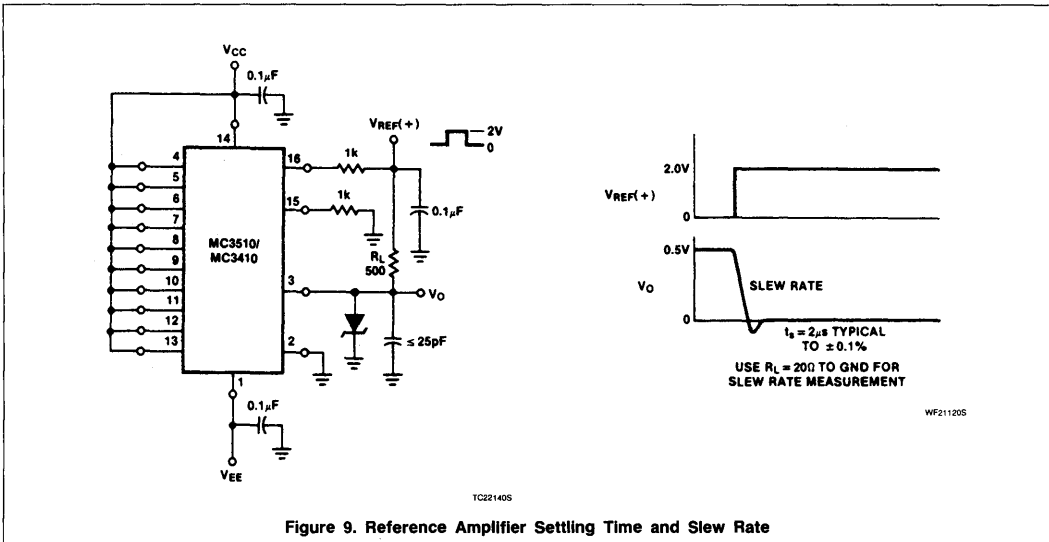 VCC
0.1μF
14
4
5
6
7
8
9
10
11
12
13
MC3510/
MC3410
16
15
3
2
1
1k
1k
VREF(+)
2V
0
0.1μF
RL
500
VO
≤ 25pF
0.1μF
VEE
TC22140S
2.0V
VREF(+)
0
0.5V
VO
SLEW RATE
0
ts = 2μs TYPICAL
TO ±0.1%
USE RL = 20Ω TO GND FOR
SLEW RATE MEASUREMENT
WF21120S
Figure 9. Reference Amplifier Settling Time and Slew Rate